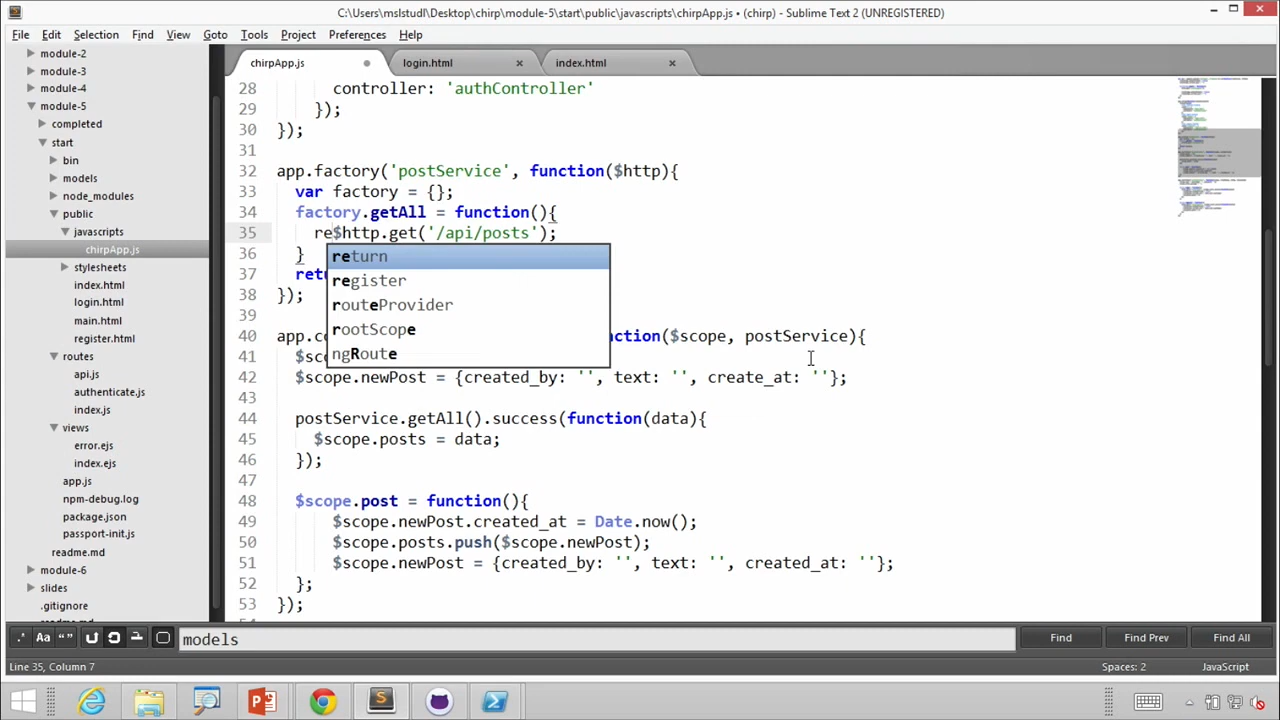 C:\Users\mslstudl\Desktop\chirp\module-5\start\public\javascripts\chirpApp.js • (chirp) - Sublime Text 2 (UNREGISTERED)
File Edit Selection Find View Goto Tools Project Preferences Help
module-2
module-3
module-4
module-5
completed
start
bin
models
node_modules
public
javascripts
chirpApp.js
stylesheets
index.html
login.html
main.html
register.html
routes
api.js
authenticate.js
index.js
views
error.ejs
index.ejs
app.js
npm-debug.log
package.json
passport-init.js
readme.md
module-6
slides
.gitignore
chirpApp.js login.html index.html
28 controller: 'authController'
29 });
30 });
31
32 app.factory('postService', function($http){
33 var factory = {};
34 factory.getAll = function(){
35 re$http.get('/api/posts');
36 }
37 retu
38 });
39
return
register
routeProvider
rootScope
ngRoute
40 app.co nction($scope, postService){
41 $sco
42 $scope.newPost = {created_by: '', text: '', create_at: ''};
43
44 postService.getAll().success(function(data){
45 $scope.posts = data;
46 });
47
48 $scope.post = function(){
49 $scope.newPost.created_at = Date.now();
50 $scope.posts.push($scope.newPost);
51 $scope.newPost = {created_by: '', text: '', created_at: ''};
52 };
53 });
.* Aa “” models Find Find Prev Find All
Line 35, Column 7 Spaces: 2 JavaScript